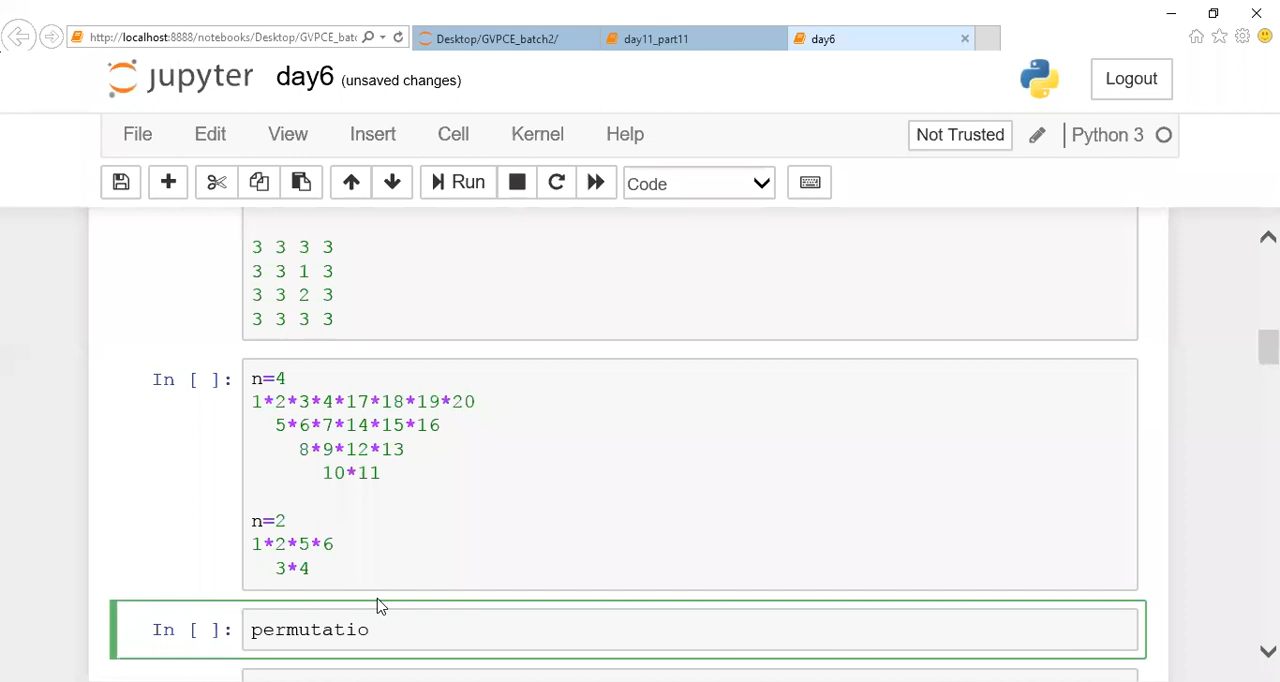 http://localhost:8888/notebooks/Desktop/GVPCE_batc
Desktop/GVPCE_batch2/
day11_part11
day6
jupyter day6 (unsaved changes)
Logout
File Edit View Insert Cell Kernel Help
Not Trusted
Python 3
Run
Code
3 3 3 3
3 3 1 3
3 3 2 3
3 3 3 3
In [ ]:
n=4
1*2*3*4*17*18*19*20
5*6*7*14*15*16
8*9*12*13
10*11
n=2
1*2*5*6
3*4
In [ ]:
permutatio